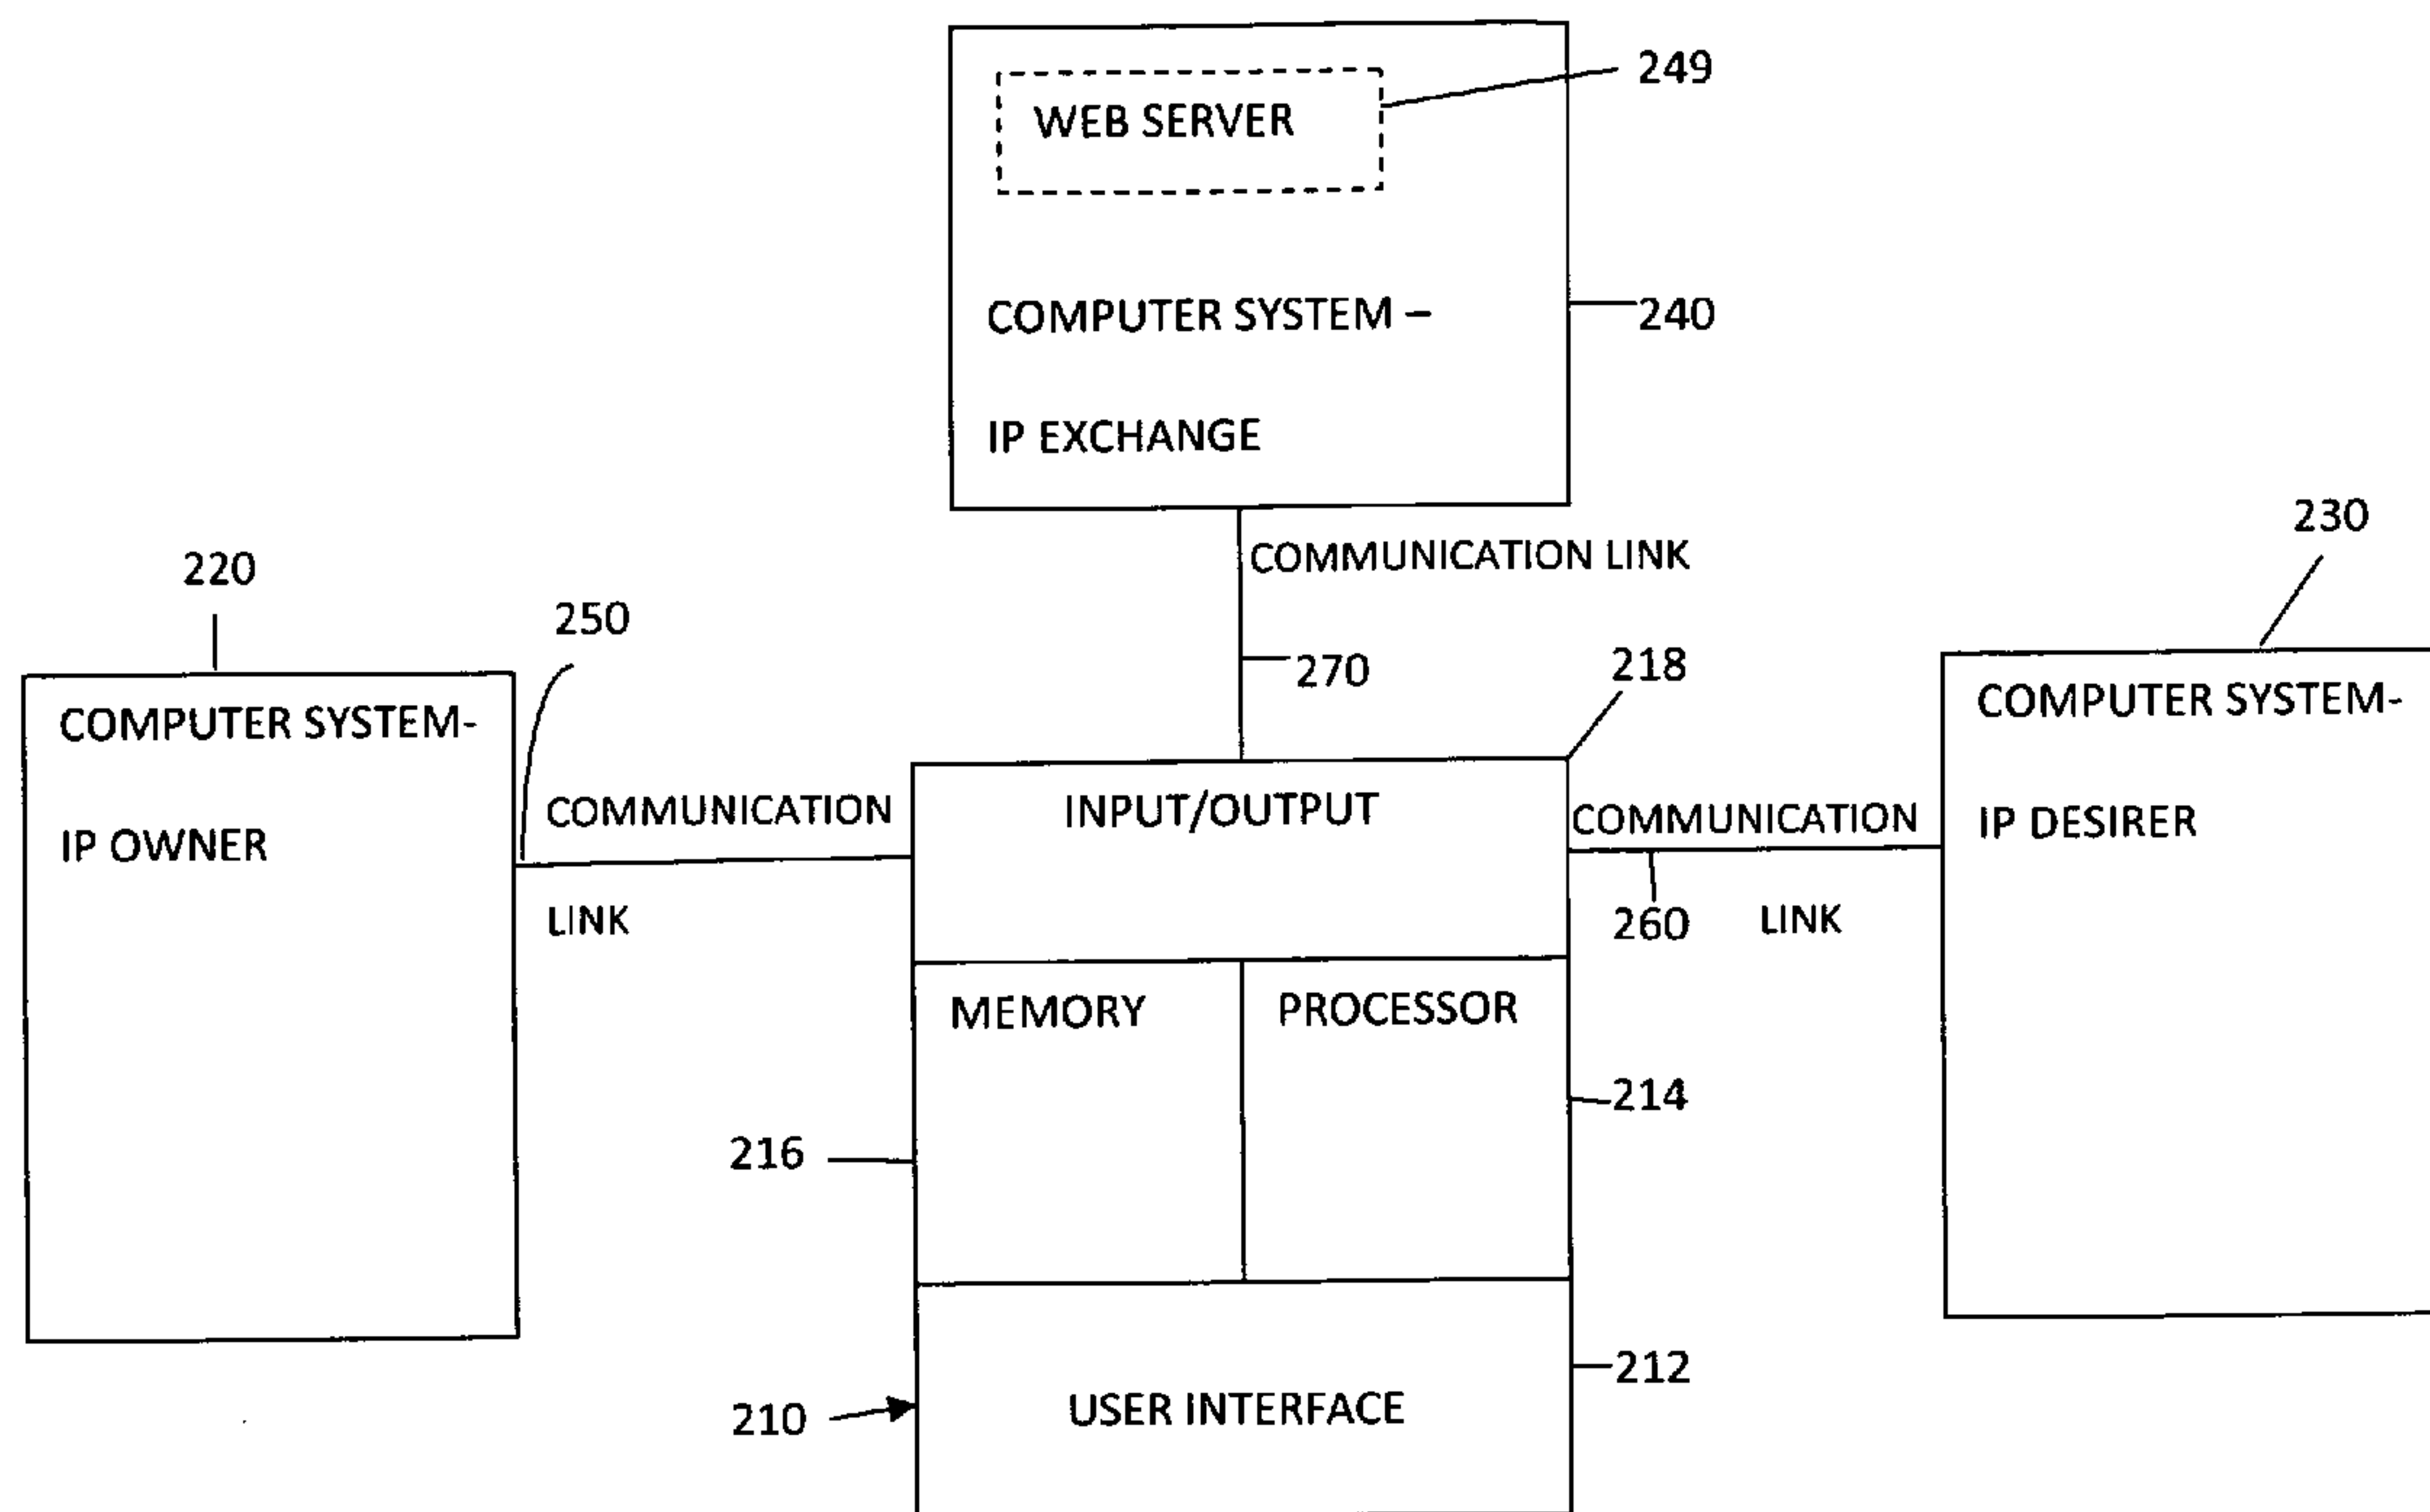 249
WEB SERVER
COMPUTER SYSTEM –
240
IP EXCHANGE
230
COMMUNICATION LINK
220
250
270
218
COMPUTER SYSTEM-
IP OWNER
COMMUNICATION
LINK
INPUT/OUTPUT
COMMUNICATION
260
LINK
COMPUTER SYSTEM-
IP DESIRER
MEMORY
PROCESSOR
214
216
212
210
USER INTERFACE